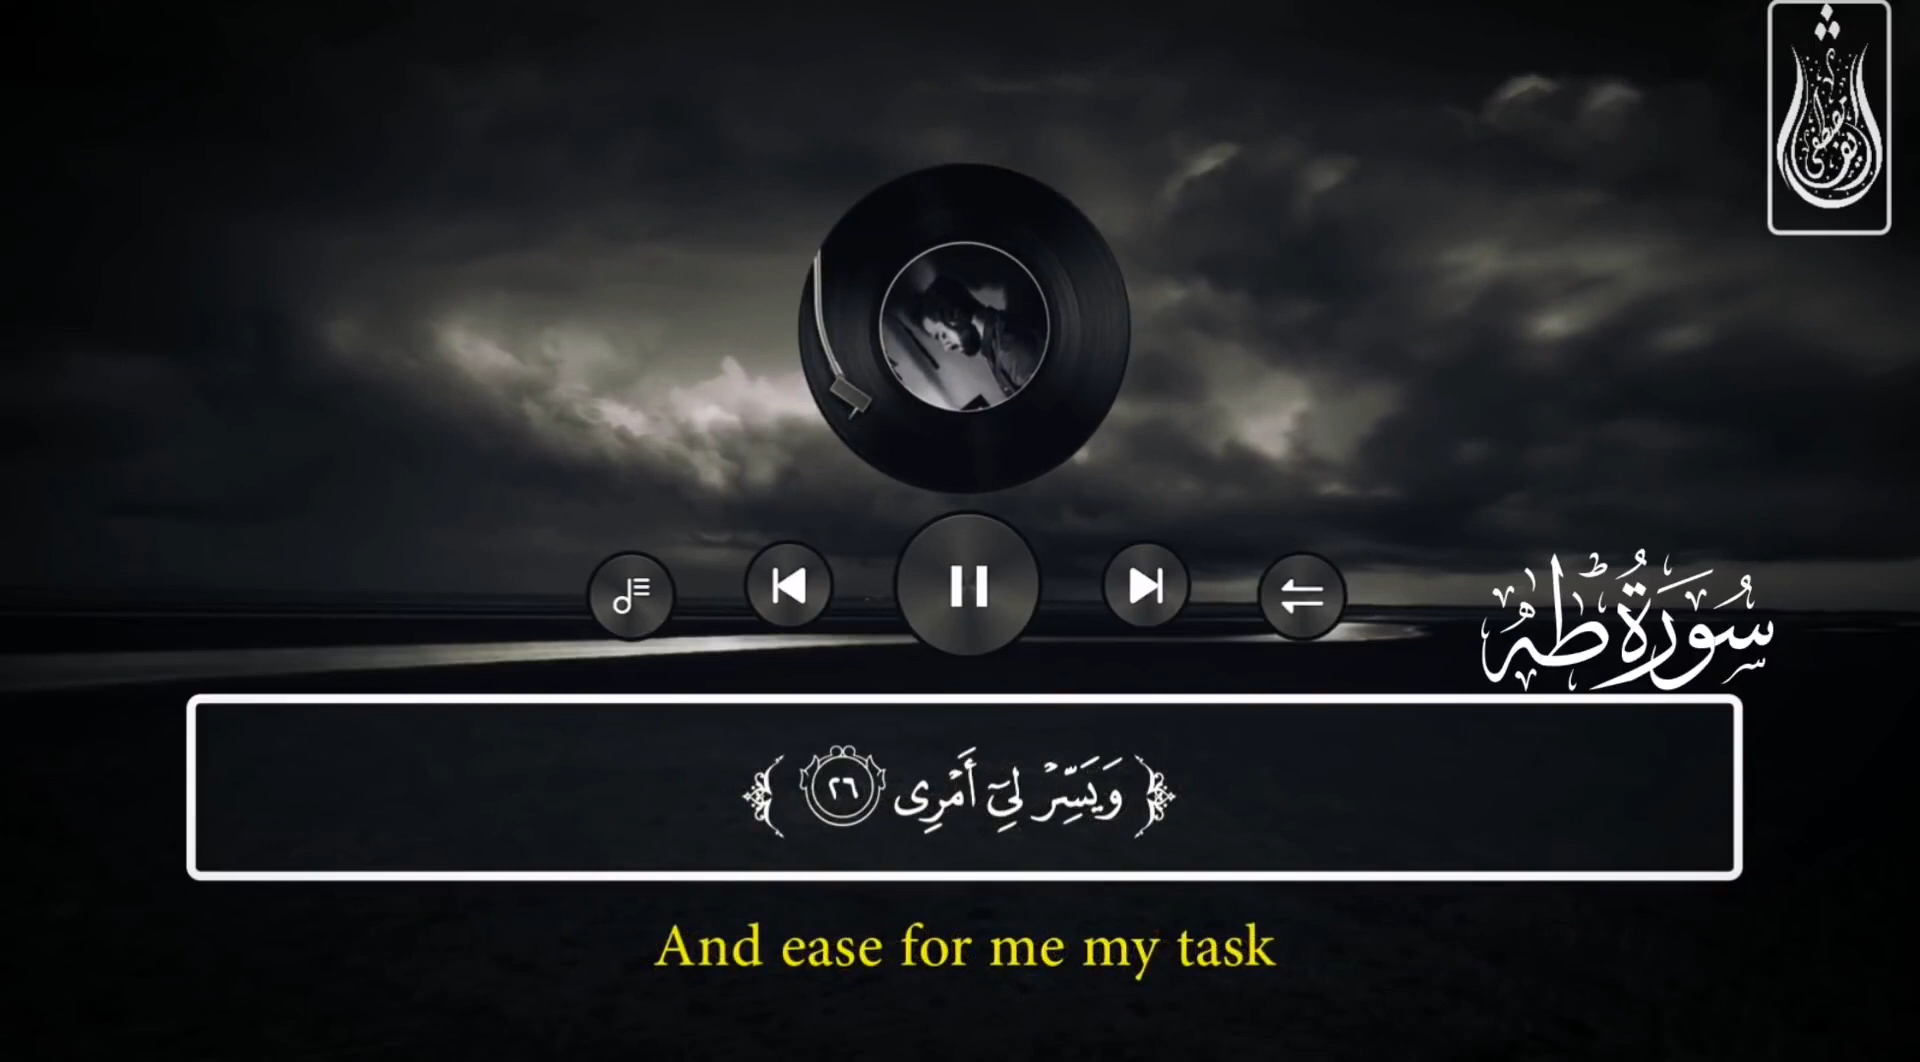 سُورَةُ طه
وَيَسِّرْ لِىٓ أَمْرِى ٢٦
And ease for me my task